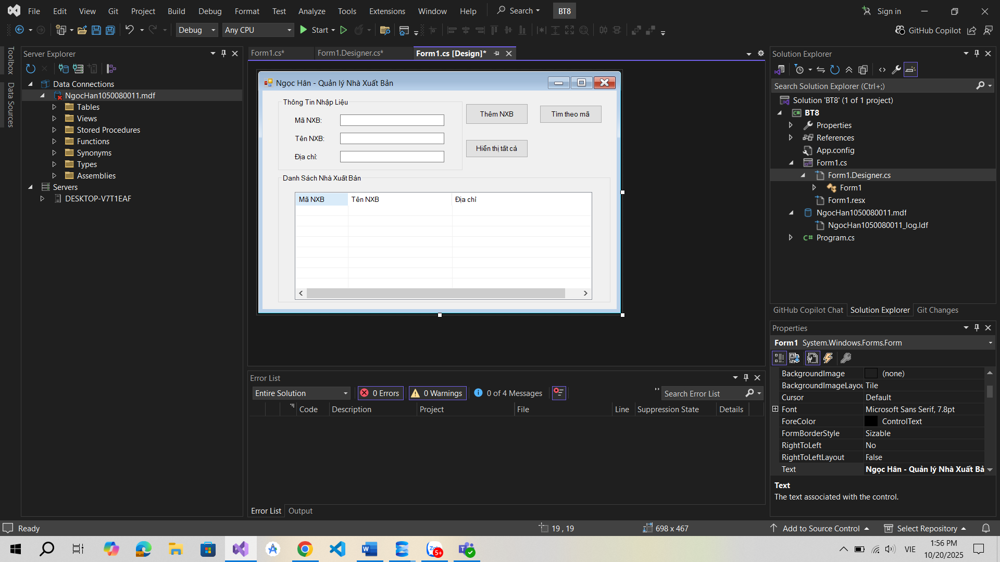 File Edit View Git Project Build Debug Format Test Analyze Tools Extensions Window Help Search BT8 Sign in
Debug Any CPU Start GitHub Copilot
Toolbox
Data Sources
Server Explorer
Data Connections
NgocHan1050080011.mdf
Tables
Views
Stored Procedures
Functions
Synonyms
Types
Assemblies
Servers
DESKTOP-V7T1EAF
Form1.cs* Form1.Designer.cs* Form1.cs [Design]*
Ngọc Hân - Quản lý Nhà Xuất Bản
Thông Tin Nhập Liệu
Mã NXB:
Tên NXB:
Địa chỉ:
Thêm NXB Tìm theo mã
Hiển thị tất cả
Danh Sách Nhà Xuất Bản
Mã NXB Tên NXB Địa chỉ
Error List
Entire Solution 0 Errors 0 Warnings 0 of 4 Messages Search Error List
Code Description Project File Line Suppression State Details
Error List Output
Solution Explorer
Search Solution Explorer (Ctrl+;)
Solution 'BT8' (1 of 1 project)
BT8
Properties
References
App.config
Form1.cs
Form1.Designer.cs
Form1
Form1.resx
NgocHan1050080011.mdf
NgocHan1050080011_log.ldf
C# Program.cs
GitHub Copilot Chat Solution Explorer Git Changes
Properties
Form1 System.Windows.Forms.Form
BackgroundImage (none)
BackgroundImageLayou Tile
Cursor Default
Font Microsoft Sans Serif, 7.8pt
ForeColor ControlText
FormBorderStyle Sizable
RightToLeft No
RightToLeftLayout False
Text Ngọc Hân - Quản lý Nhà Xuất Bả
Text
The text associated with the control.
Ready 19 , 19 698 x 467 Add to Source Control Select Repository
5+ VIE 1:56 PM
10/20/2025